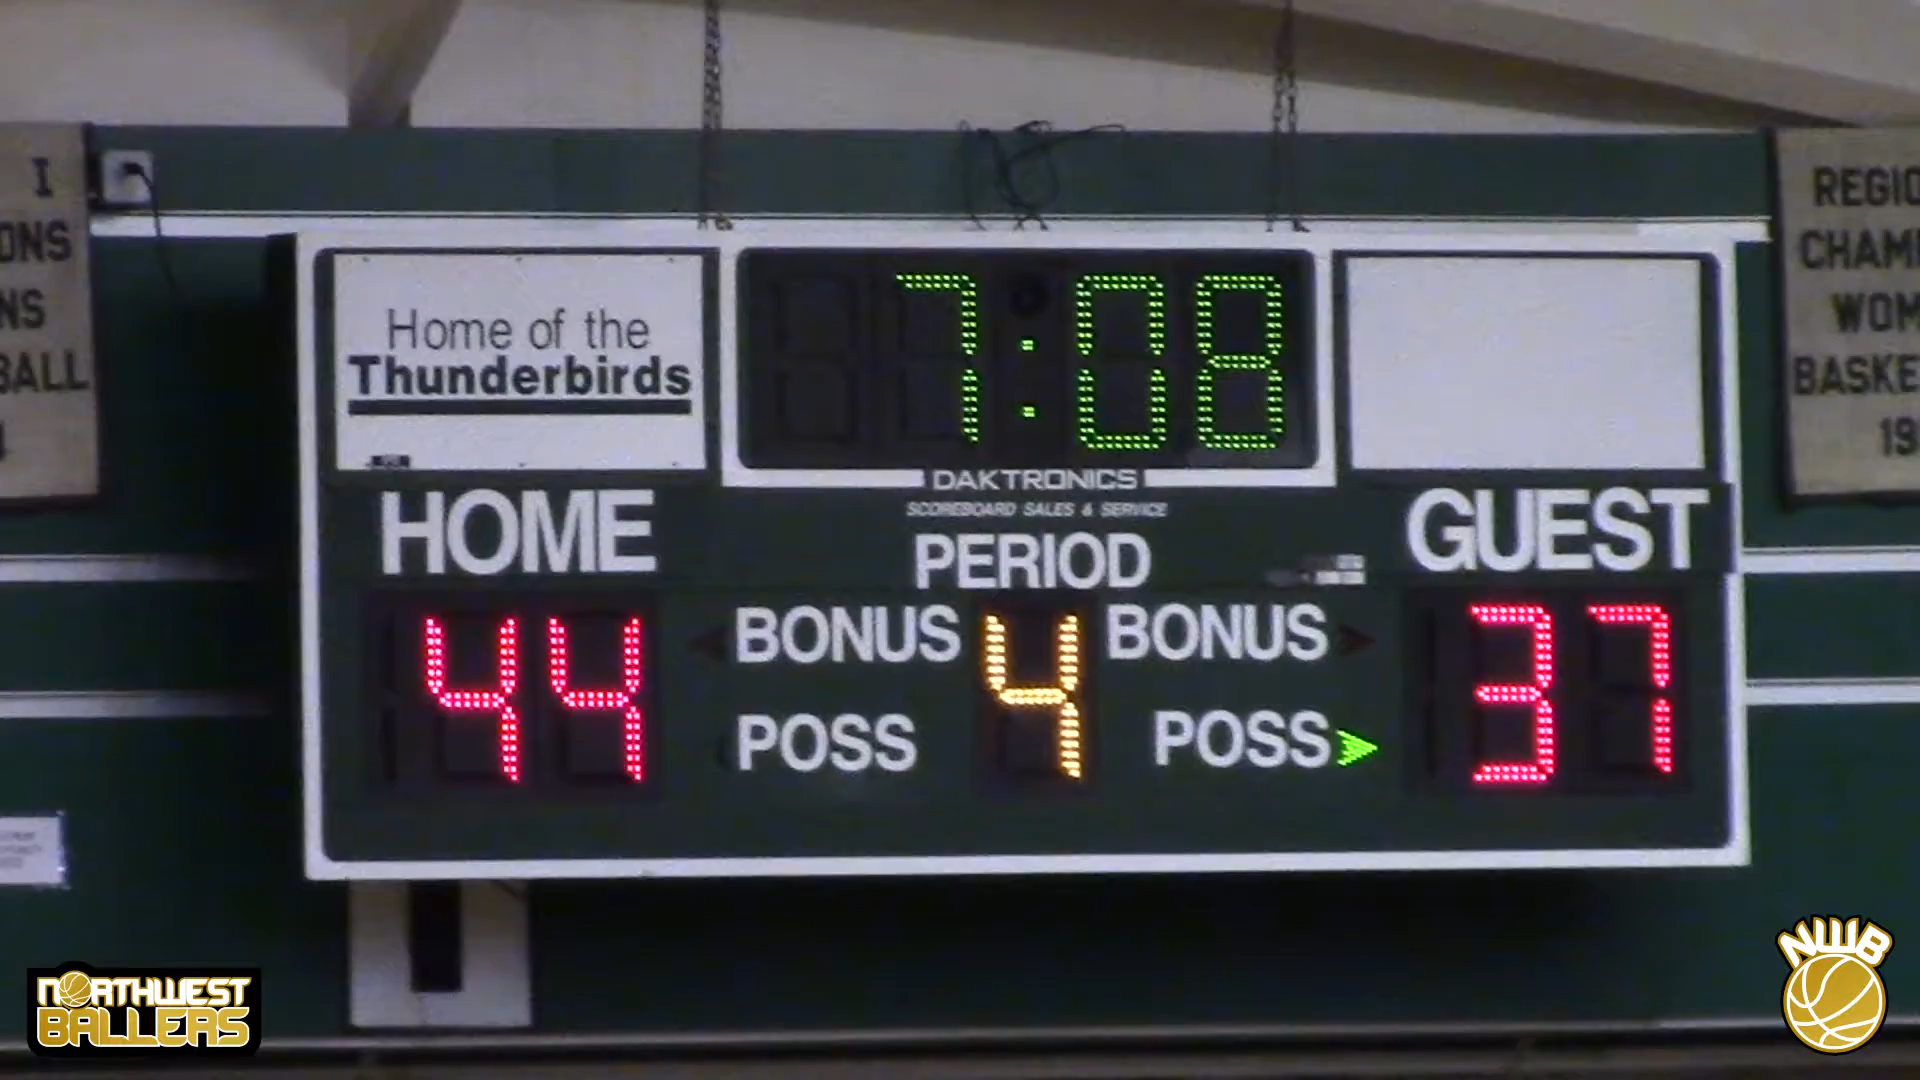 I
ONS
NS
BALL
REGIO
CHAM
WOM
BASKE
19
Home of the
Thunderbirds
7:08
DAKTRONICS
SCOREBOARD SALES & SERVICE
HOME
PERIOD
GUEST
44
BONUS
4
BONUS
37
POSS
POSS
NORTHWEST
BALLERS
NWB